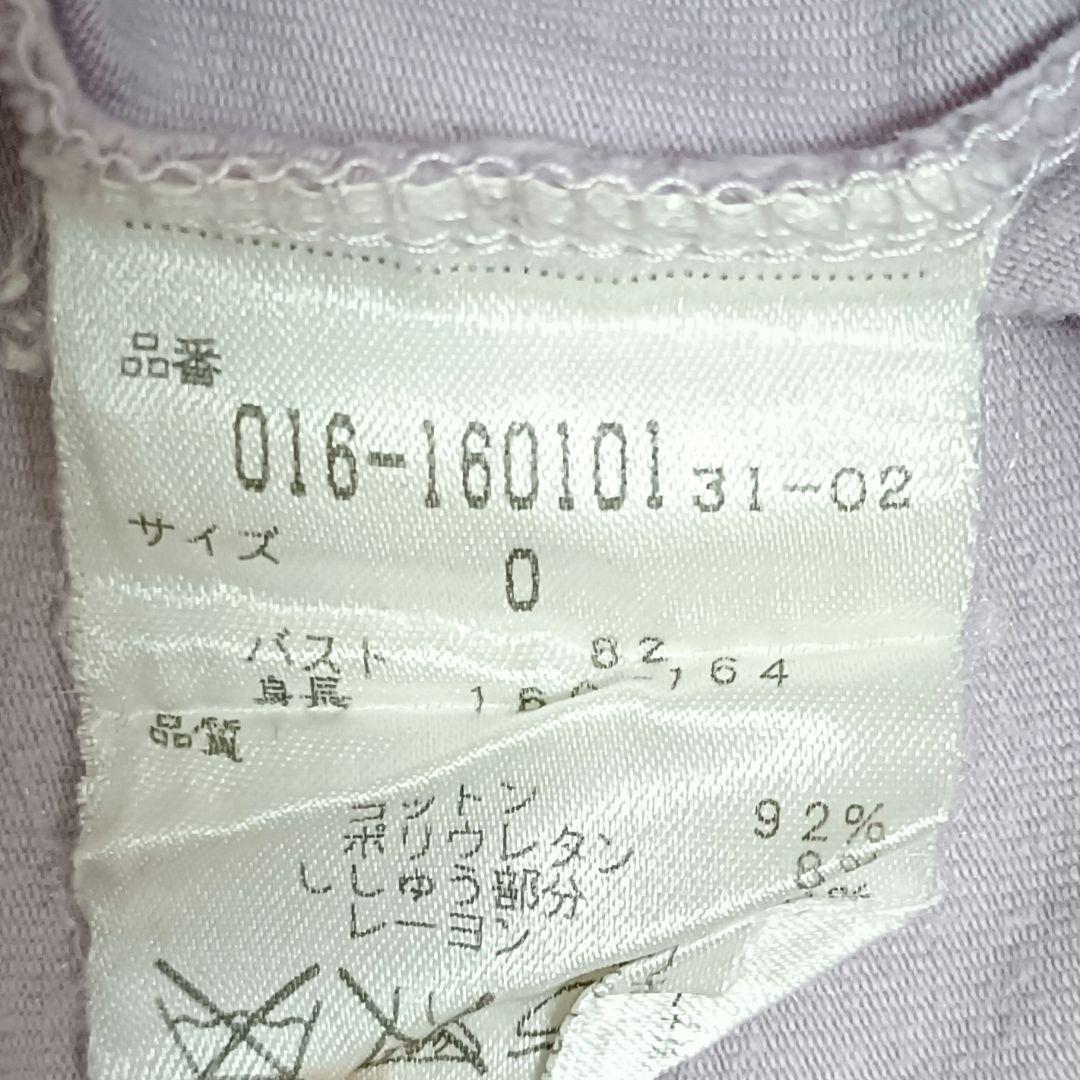 品番
016-160101 31-02
サイズ
0
バスト 82
身長
品質
コットン 92%
ポリウレタン 8%
ししゅう部分
レーヨン